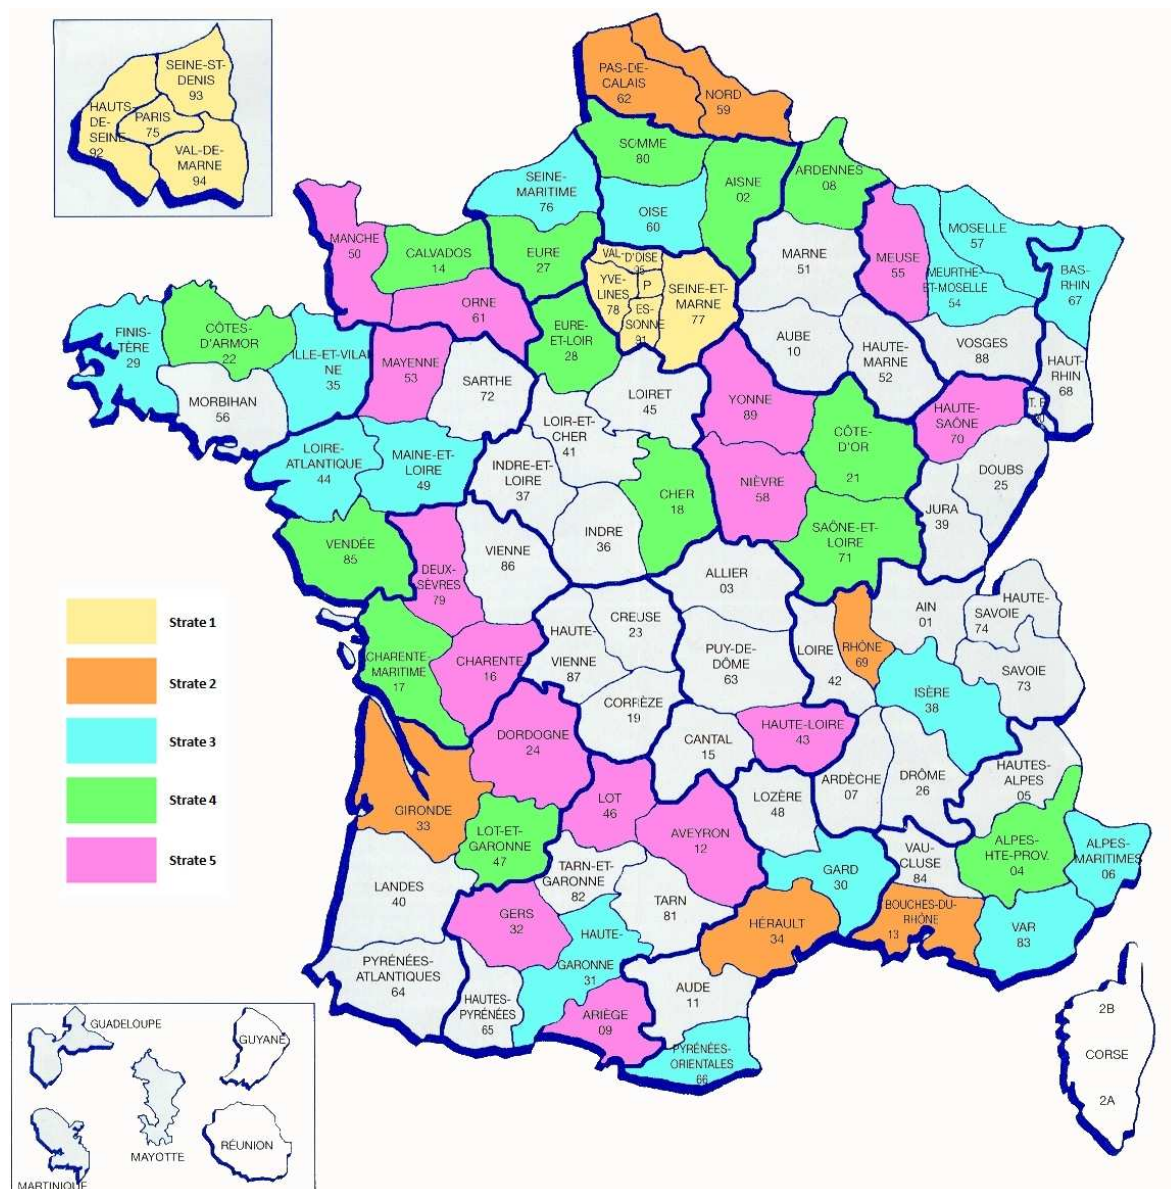 SEINE-ST-
DENIS
93
HAUTS-
DE-
SEINE
92
PARIS
75
VAL-DE-
MARNE
94
PAS-DE-
CALAIS
62
NORD
59
SOMME
80
AISNE
02
ARDENNES
08
SEINE-
MARITIME
76
OISE
60
MANCHE
50
CALVADOS
14
EURE
27
VAL-D'OISE
YVE-
LINES
78
P
ES-
SONNE
91
SEINE-ET-
MARNE
77
MARNE
51
MEUSE
55
MOSELLE
57
MEURTHE-
ET-MOSELLE
54
BAS-
RHIN
67
ORNE
61
EURE-
ET-LOIR
28
AUBE
10
HAUTE-
MARNE
52
VOSGES
88
HAUT-
RHIN
68
FINIS-
TÈRE
29
CÔTES-
D'ARMOR
22
ILLE-ET-VILAI
NE
35
MORBIHAN
56
MAYENNE
53
SARTHE
72
LOIRET
45
YONNE
89
CÔTE-
D'OR
21
HAUTE-
SAÔNE
70
LOIR-ET-
CHER
41
LOIRE-
ATLANTIQUE
44
MAINE-ET-
LOIRE
49
INDRE-ET-
LOIRE
37
CHER
18
NIÈVRE
58
DOUBS
25
JURA
39
INDRE
36
VENDÉE
85
DEUX-
SÈVRES
79
VIENNE
86
SAÔNE-ET-
LOIRE
71
ALLIER
03
CREUSE
23
HAUTE-
VIENNE
87
AIN
01
HAUTE-
SAVOIE
74
SAVOIE
73
CHARENTE-
MARITIME
17
CHARENTE
16
PUY-DE-
DÔME
63
LOIRE
42
RHÔNE
69
ISÈRE
38
CORRÈZE
19
DORDOGNE
24
CANTAL
15
HAUTE-LOIRE
43
ARDÈCHE
07
DRÔME
26
HAUTES-
ALPES
05
GIRONDE
33
LOT-ET-
GARONNE
47
LOT
46
AVEYRON
12
LOZÈRE
48
GARD
30
VAU-
CLUSE
84
ALPES-
HTE-PROV.
04
ALPES-
MARITIMES
06
LANDES
40
TARN-ET-
GARONNE
82
TARN
81
GERS
32
HAUTE-
GARONNE
31
HÉRAULT
34
BOUCHES-DU-
RHÔNE
13
VAR
83
PYRÉNÉES-
ATLANTIQUES
64
HAUTES-
PYRÉNÉES
65
ARIÈGE
09
AUDE
11
PYRÉNÉES-
ORIENTALES
66
2B
CORSE
2A
Strate 1
Strate 2
Strate 3
Strate 4
Strate 5
GUADELOUPE
GUYANE
MAYOTTE
RÉUNION
MARTINIQUE